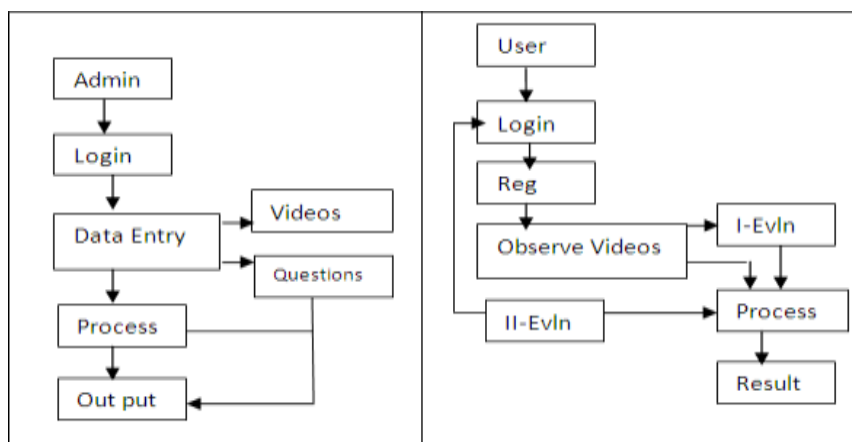 Admin
Login
Data Entry
Videos
Questions
Process
Out put
User
Login
Reg
Observe Videos
I-Evln
II-Evln
Process
Result